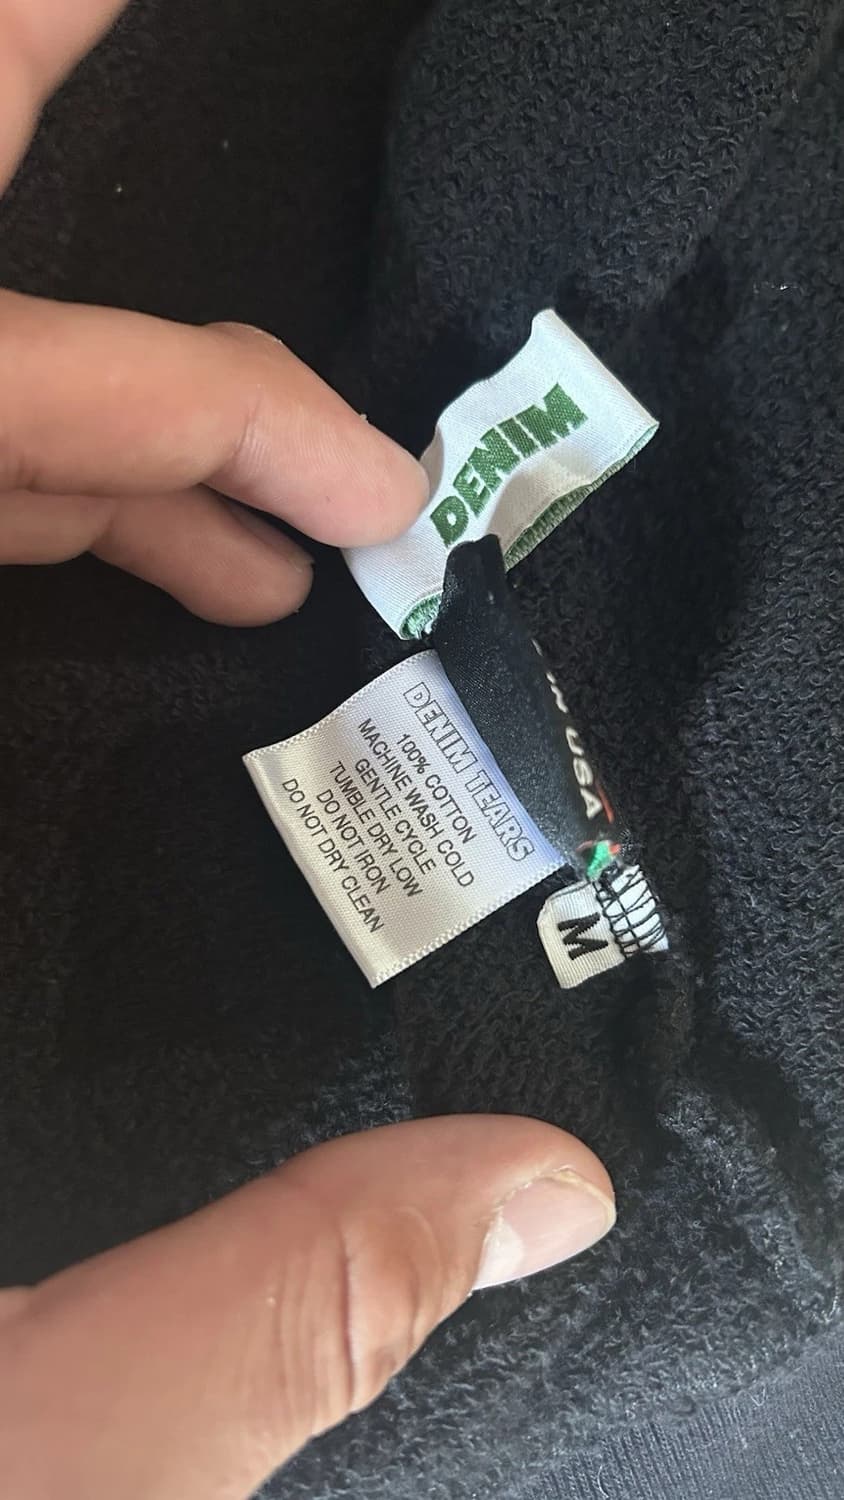 DENIM
DENIM TEARS
100% COTTON
MACHINE WASH COLD
GENTLE CYCLE
TUMBLE DRY LOW
DO NOT IRON
DO NOT DRY CLEAN
USA
M